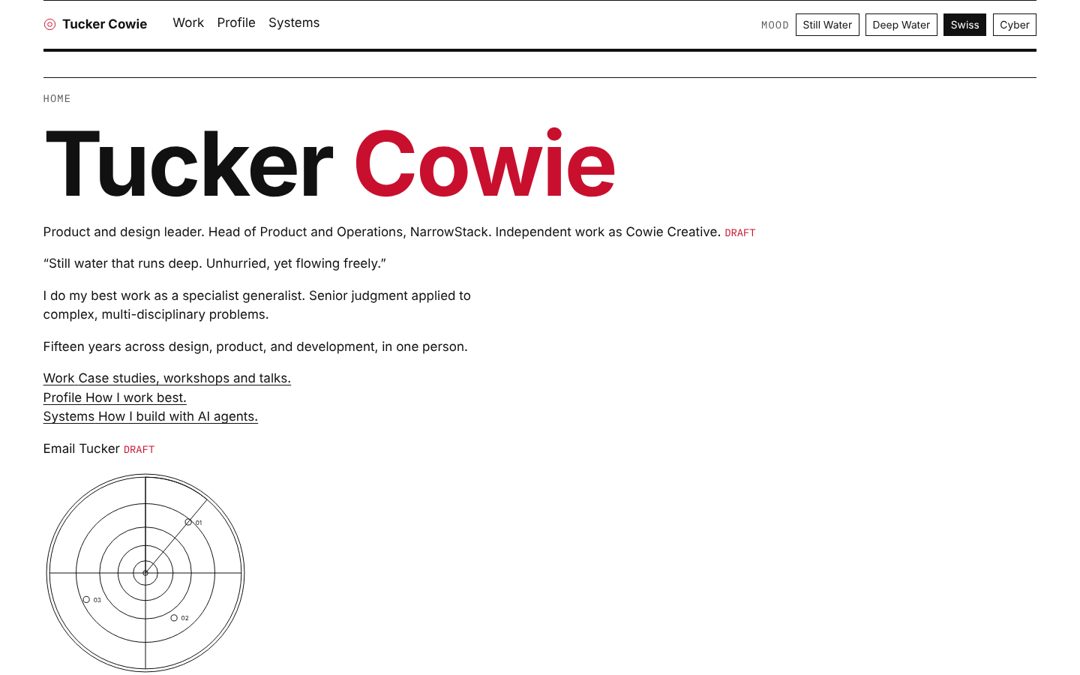 Tucker Cowie Work Profile Systems MOOD Still Water Deep Water Swiss Cyber
HOME
Tucker Cowie
Product and design leader. Head of Product and Operations, NarrowStack. Independent work as Cowie Creative. DRAFT
“Still water that runs deep. Unhurried, yet flowing freely.”
I do my best work as a specialist generalist. Senior judgment applied to
complex, multi-disciplinary problems.
Fifteen years across design, product, and development, in one person.
Work Case studies, workshops and talks.
Profile How I work best.
Systems How I build with AI agents.
Email Tucker DRAFT
01
03
02